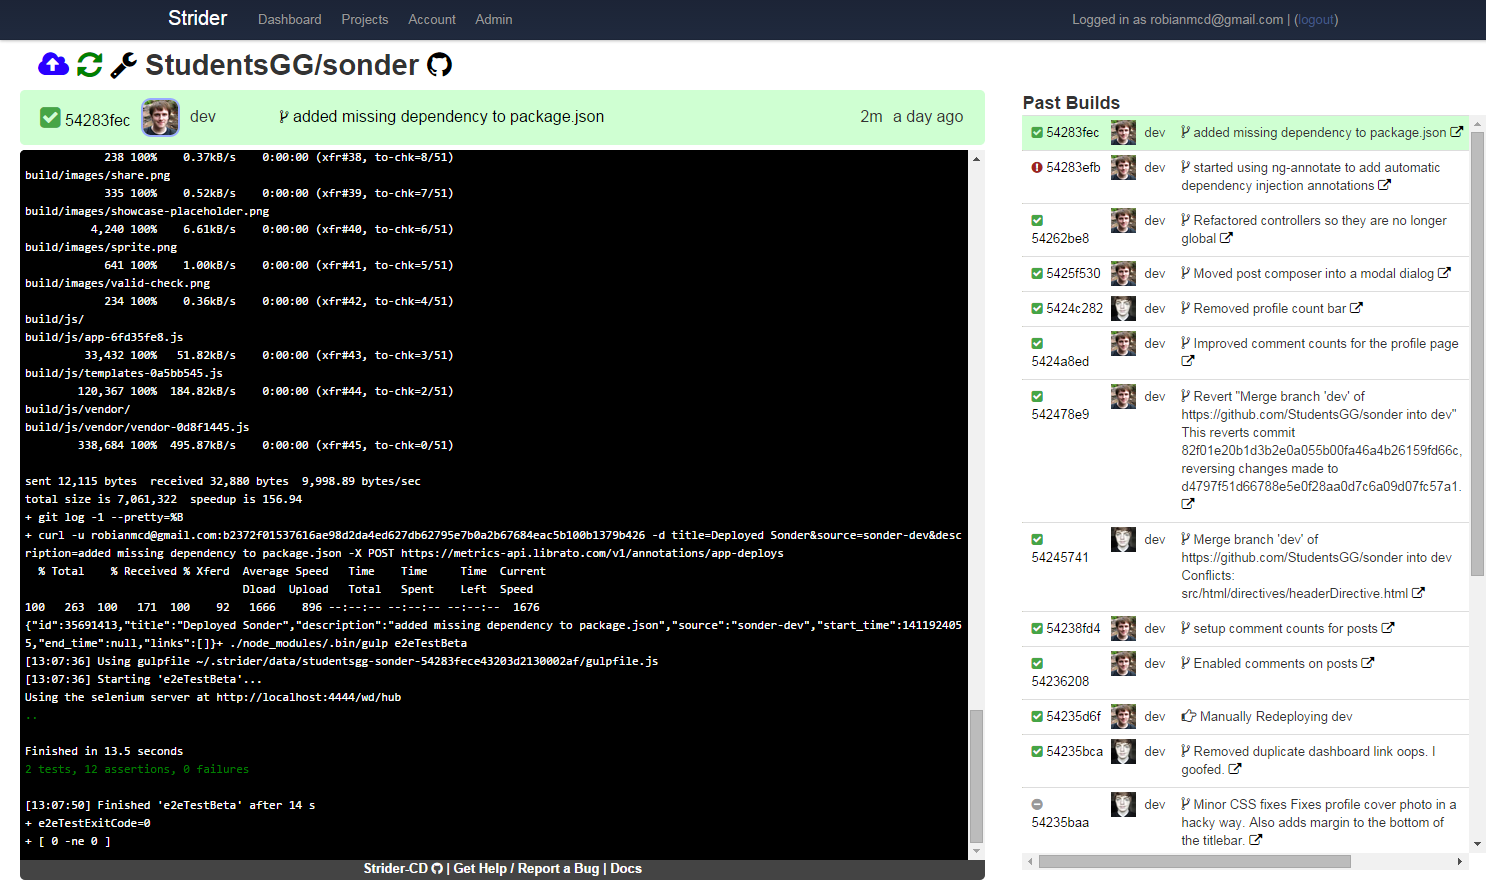 Strider Dashboard Projects Account Admin Logged in as robianmcd@gmail.com | (logout)
StudentsGG/sonder
54283fec dev added missing dependency to package.json 2m a day ago
238 100% 0.37kB/s 0:00:00 (xfr#38, to-chk=8/51)
build/images/share.png
335 100% 0.52kB/s 0:00:00 (xfr#39, to-chk=7/51)
build/images/showcase-placeholder.png
4,240 100% 6.61kB/s 0:00:00 (xfr#40, to-chk=6/51)
build/images/sprite.png
641 100% 1.00kB/s 0:00:00 (xfr#41, to-chk=5/51)
build/images/valid-check.png
234 100% 0.36kB/s 0:00:00 (xfr#42, to-chk=4/51)
build/js/
build/js/app-6fd35fe8.js
33,432 100% 51.82kB/s 0:00:00 (xfr#43, to-chk=3/51)
build/js/templates-0a5bb545.js
120,367 100% 184.82kB/s 0:00:00 (xfr#44, to-chk=2/51)
build/js/vendor/
build/js/vendor/vendor-0d8f1445.js
338,684 100% 495.87kB/s 0:00:00 (xfr#45, to-chk=0/51)
sent 12,115 bytes received 32,880 bytes 9,998.89 bytes/sec
total size is 7,061,322 speedup is 156.94
+ git log -1 --pretty=%B
+ curl -u robianmcd@gmail.com:b2372f01537616ae98d2da4ed627db62795e7b0a2b67684eac5b100b1379b426 -d title=Deployed Sonder&source=sonder-dev&desc
ription=added missing dependency to package.json -X POST https://metrics-api.librato.com/v1/annotations/app-deploys
% Total % Received % Xferd Average Speed Time Time Time Current
Dload Upload Total Spent Left Speed
100 263 100 171 100 92 1666 896 --:--:-- --:--:-- --:--:-- 1676
{"id":35691413,"title":"Deployed Sonder","description":"added missing dependency to package.json","source":"sonder-dev","start_time":141192405
5,"end_time":null,"links":[]}+ ./node_modules/.bin/gulp e2eTestBeta
[13:07:36] Using gulpfile ~/.strider/data/studentsgg-sonder-54283fece43203d2130002af/gulpfile.js
[13:07:36] Starting 'e2eTestBeta'...
Using the selenium server at http://localhost:4444/wd/hub
..
Finished in 13.5 seconds
2 tests, 12 assertions, 0 failures
[13:07:50] Finished 'e2eTestBeta' after 14 s
+ e2eTestExitCode=0
+ [ 0 -ne 0 ]
Strider-CD | Get Help / Report a Bug | Docs
Past Builds
54283fec dev added missing dependency to package.json
54283efb dev started using ng-annotate to add automatic
dependency injection annotations
54262be8 dev Refactored controllers so they are no longer
global
5425f530 dev Moved post composer into a modal dialog
5424c282 dev Removed profile count bar
5424a8ed dev Improved comment counts for the profile page
542478e9 dev Revert "Merge branch 'dev' of
https://github.com/StudentsGG/sonder into dev"
This reverts commit
82f01e20b1d3b2e0a055b00fa46a4b26159fd66c,
reversing changes made to
d4797f51d66788e5e0f28aa0d7c6a09d07fc57a1.
54245741 dev Merge branch 'dev' of
https://github.com/StudentsGG/sonder into dev
Conflicts:
src/html/directives/headerDirective.html
54238fd4 dev setup comment counts for posts
54236208 dev Enabled comments on posts
54235d6f dev Manually Redeploying dev
54235bca dev Removed duplicate dashboard link oops. I
goofed.
54235baa dev Minor CSS fixes Fixes profile cover photo in a
hacky way. Also adds margin to the bottom of
the titlebar.